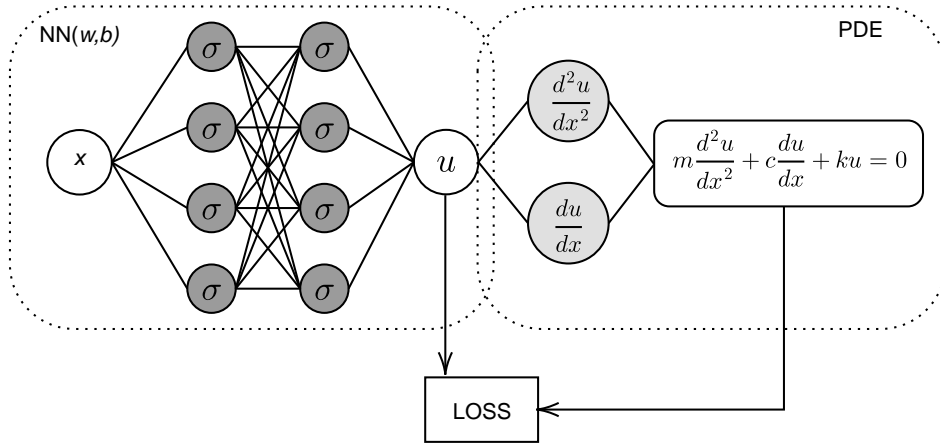 NN(w,b)
PDE
x
σ σ
σ σ
σ σ
σ σ
u
d²u
dx²
du
dx
m d²u/dx² + c du/dx + ku = 0
LOSS